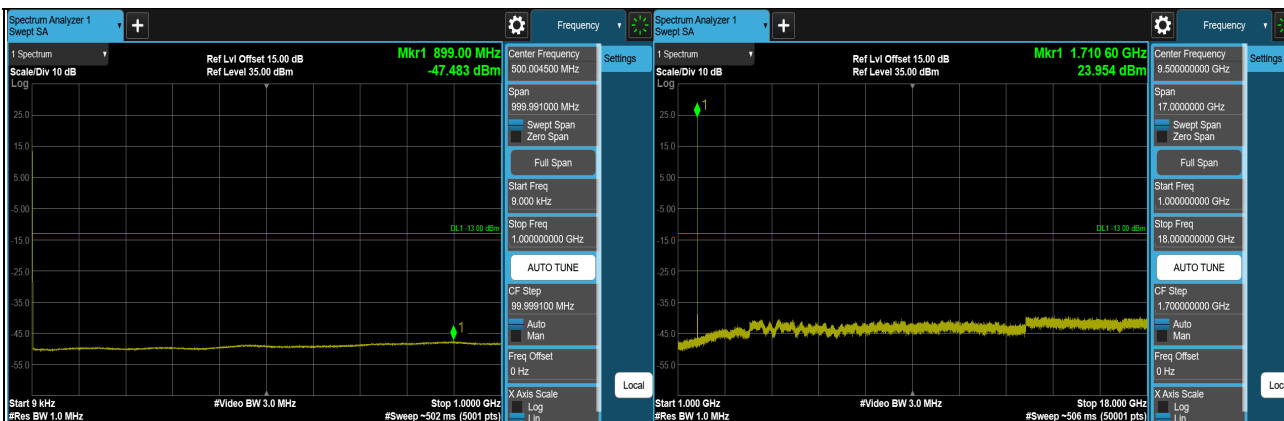 Spectrum Analyzer 1
Swept SA
+
Frequency
1 Spectrum
Scale/Div 10 dB
Log
Ref Lvl Offset 15.00 dB
Ref Level 35.00 dBm
Mkr1 899.00 MHz
-47.483 dBm
25.0
15.0
5.00
-5.00
-15.0
-25.0
-35.0
-45.0
-55.0
DL1 -13.00 dBm
1
Start 9 kHz
#Res BW 1.0 MHz
#Video BW 3.0 MHz
Stop 1.0000 GHz
#Sweep ~502 ms (5001 pts)
Center Frequency
500.004500 MHz
Settings
Span
999.991000 MHz
Swept Span
Zero Span
Full Span
Start Freq
9.000 kHz
Stop Freq
1.000000000 GHz
AUTO TUNE
CF Step
99.999100 MHz
Auto
Man
Freq Offset
0 Hz
Local
X Axis Scale
Log
Lin
Spectrum Analyzer 1
Swept SA
+
Frequency
1 Spectrum
Scale/Div 10 dB
Log
Ref Lvl Offset 15.00 dB
Ref Level 35.00 dBm
Mkr1 1.710 60 GHz
23.954 dBm
1
25.0
15.0
5.00
-5.00
-15.0
-25.0
-35.0
-45.0
-55.0
DL1 -13.00 dBm
Start 1.000 GHz
#Res BW 1.0 MHz
#Video BW 3.0 MHz
Stop 18.000 GHz
#Sweep ~506 ms (50001 pts)
Center Frequency
9.500000000 GHz
Settings
Span
17.0000000 GHz
Swept Span
Zero Span
Full Span
Start Freq
1.000000000 GHz
Stop Freq
18.000000000 GHz
AUTO TUNE
CF Step
1.700000000 GHz
Auto
Man
Freq Offset
0 Hz
Loc
X Axis Scale
Log
Lin